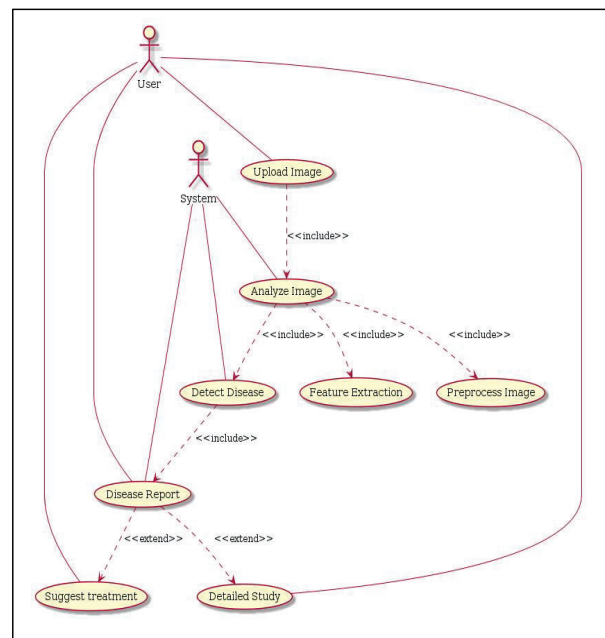 User
System
Upload Image
<<include>>
Analyze Image
<<include>>
<<include>>
<<include>>
Detect Disease
Feature Extraction
Preprocess Image
<<include>>
Disease Report
<<extend>>
<<extend>>
Suggest treatment
Detailed Study